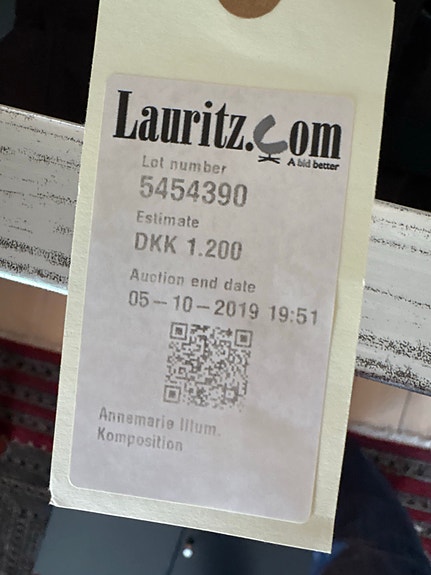 Lauritz.com
A bid better
Lot number
5454390
Estimate
DKK 1.200
Auction end date
05-10-2019 19:51
Annemarie Illum.
Komposition